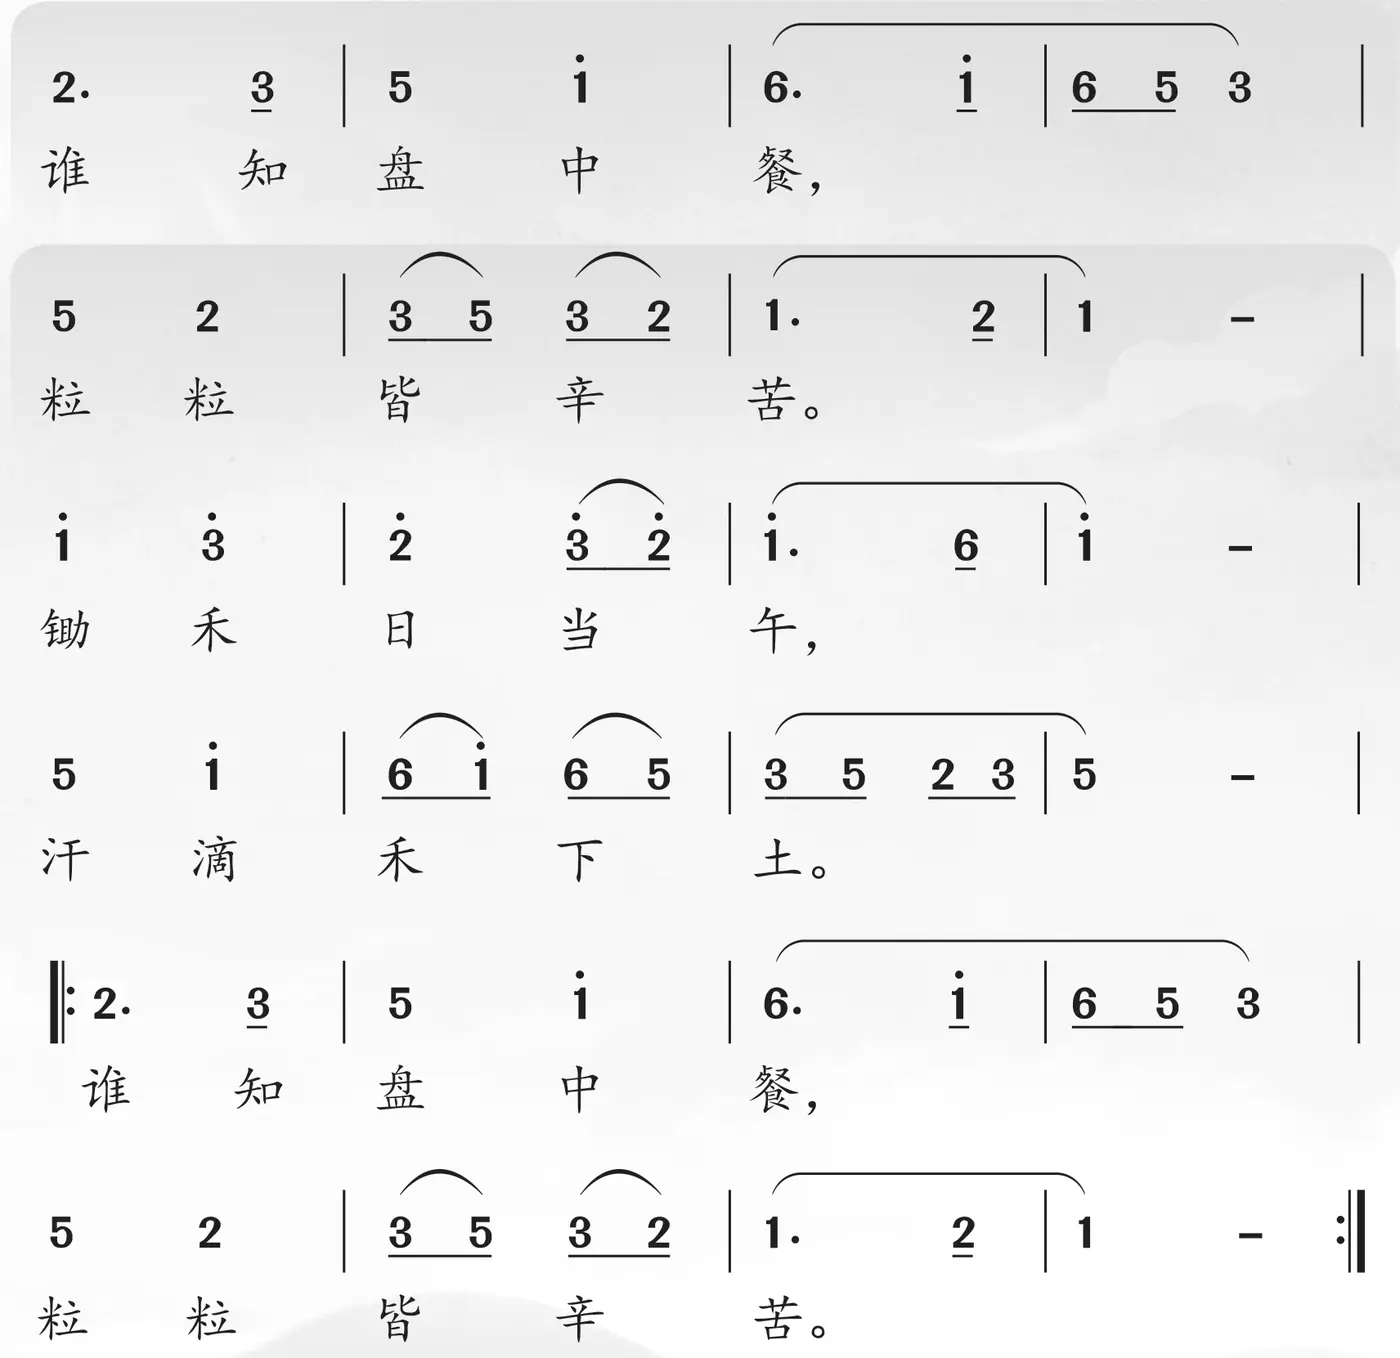 2. 3 | 5 i̇ | 6. i̇ | 6 5 3 |
谁 知 盘 中 餐，
5 2 | 3 5 3 2 | 1. 2 | 1 – |
粒 粒 皆 辛 苦。
i̇ 3̇ | 2̇ 3̇ 2̇ | i̇. 6 | i̇ – |
锄 禾 日 当 午，
5 i̇ | 6 i̇ 6 5 | 3 5 2 3 | 5 – |
汗 滴 禾 下 土。
‖: 2. 3 | 5 i̇ | 6. i̇ | 6 5 3 |
谁 知 盘 中 餐，
5 2 | 3 5 3 2 | 1. 2 | 1 – :‖
粒 粒 皆 辛 苦。